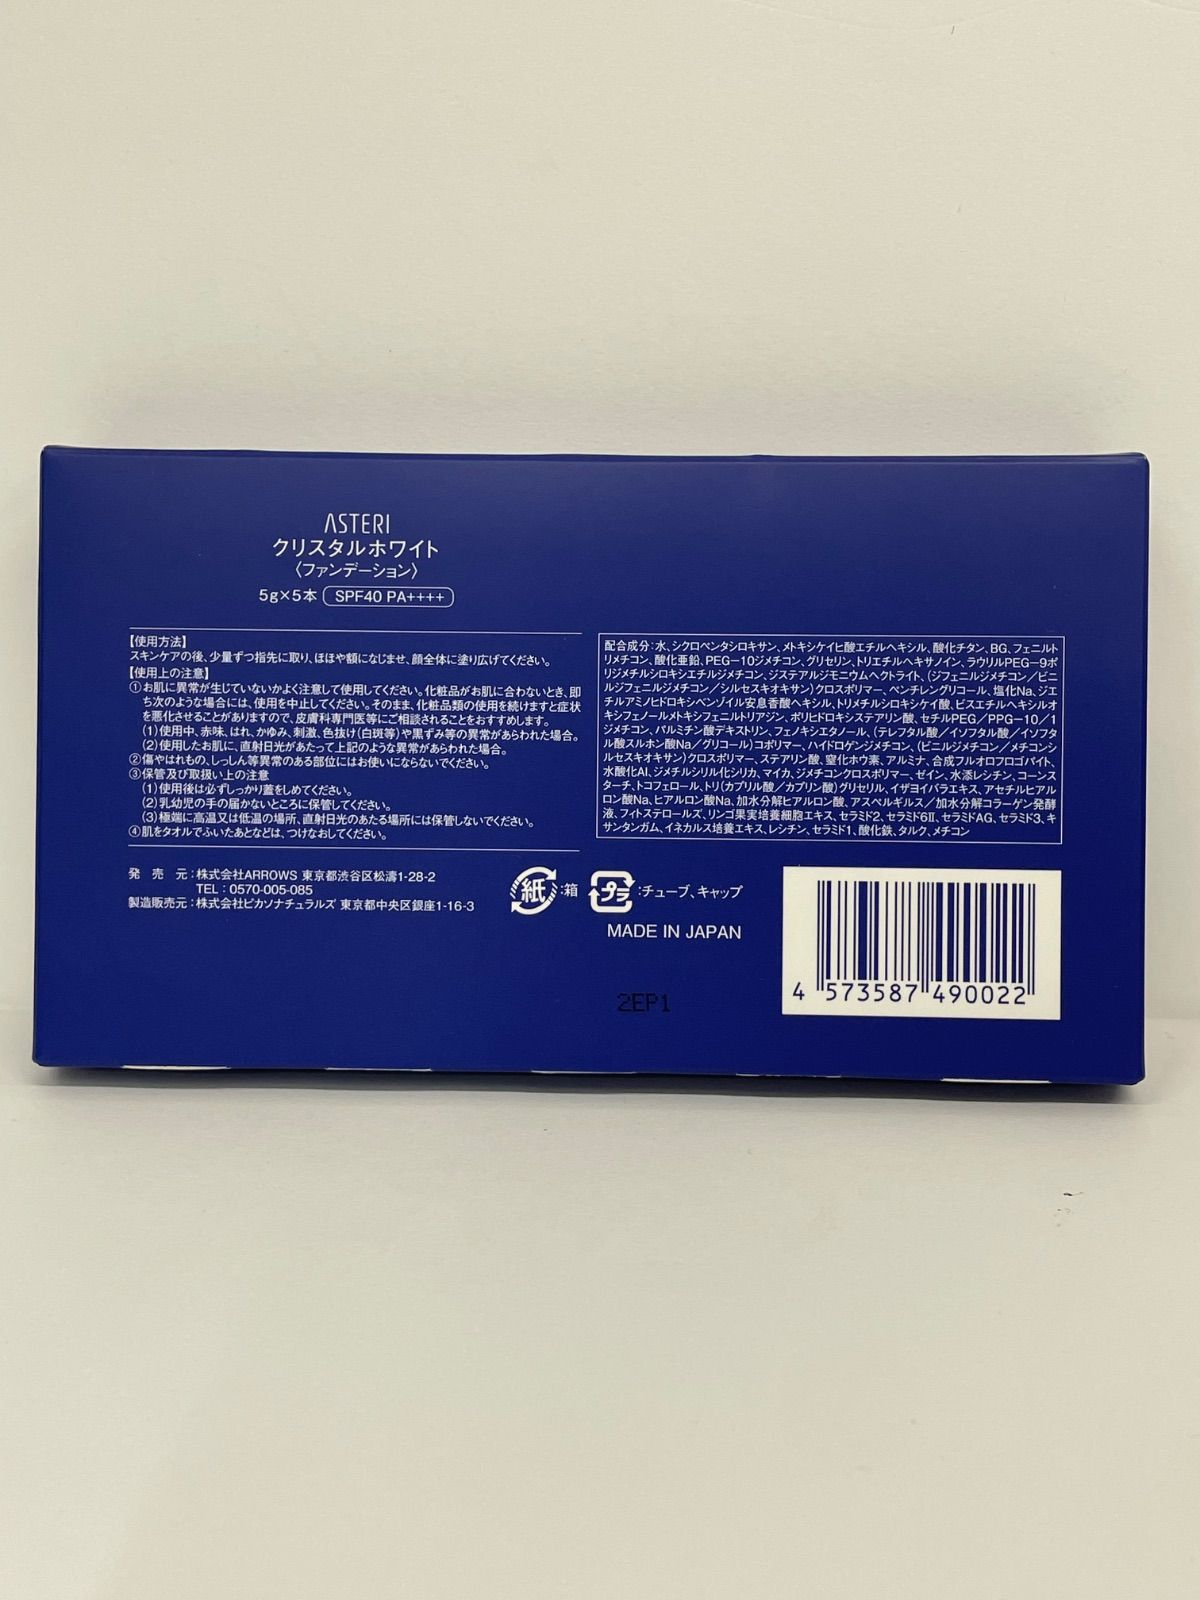 ASTERI
クリスタルホワイト
〈ファンデーション〉
5g×5本 SPF40 PA++++
【使用方法】
スキンケアの後、少量ずつ指先に取り、ほほや額になじませ、顔全体に塗り広げてください。
【使用上の注意】
①お肌に異常が生じていないかよく注意して使用してください。化粧品がお肌に合わないとき、即
ち次のような場合には、使用を中止してください。そのまま、化粧品類の使用を続けますと症状
を悪化させることがありますので、皮膚科専門医等にご相談されることをおすすめします。
(1)使用中、赤味、はれ、かゆみ、刺激、色抜け(白斑等)や黒ずみ等の異常があらわれた場合。
(2)使用したお肌に、直射日光があたって上記のような異常があらわれた場合。
②傷やはれもの、しっしん等異常のある部位にはお使いにならないでください。
③保管及び取扱い上の注意
(1)使用後は必ずしっかり蓋をしめてください。
(2)乳幼児の手の届かないところに保管してください。
(3)極端に高温又は低温の場所、直射日光のあたる場所には保管しないでください。
④肌をタオルでふいたあとなどは、つけなおしてください。
発売元:株式会社ARROWS 東京都渋谷区松濤1-28-2
TEL:0570-005-085
製造販売元:株式会社ピカソナチュラルズ 東京都中央区銀座1-16-3
配合成分:水、シクロペンタシロキサン、メトキシケイヒ酸エチルヘキシル、酸化チタン、BG、フェニルト
リメチコン、酸化亜鉛、PEG-10ジメチコン、グリセリン、トリエチルヘキサノイン、ラウリルPEG-9ポ
リジメチルシロキシエチルジメチコン、ジステアルジモニウムヘクトライト、(ジフェニルジメチコン/ビニ
ルジフェニルジメチコン/シルセスキオキサン)クロスポリマー、ペンチレングリコール、塩化Na、ジエ
チルアミノヒドロキシベンゾイル安息香酸ヘキシル、トリメチルシロキシケイ酸、ビスエチルヘキシルオ
キシフェノールメトキシフェニルトリアジン、ポリヒドロキシステアリン酸、セチルPEG/PPG-10/1
ジメチコン、パルミチン酸デキストリン、フェノキシエタノール、(テレフタル酸/イソフタル酸/イソフタ
ル酸スルホン酸Na/グリコール)コポリマー、ハイドロゲンジメチコン、(ビニルジメチコン/メチコンシ
ルセスキオキサン)クロスポリマー、ステアリン酸、窒化ホウ素、アルミナ、合成フルオロフロゴパイト、
水酸化Al、ジメチルシリル化シリカ、マイカ、ジメチコンクロスポリマー、ゼイン、水添レシチン、コーンス
ターチ、トコフェロール、トリ(カプリル酸/カプリン酸)グリセリル、イザヨイバラエキス、アセチルヒアル
ロン酸Na、ヒアルロン酸Na、加水分解ヒアルロン酸、アスペルギルス/加水分解コラーゲン発酵
液、フィトステロールズ、リンゴ果実培養細胞エキス、セラミド2、セラミド6II、セラミドAG、セラミド3、キ
サンタンガム、イネカルス培養エキス、レシチン、セラミド1、酸化鉄、タルク、メチコン
紙:箱 プラ:チューブ、キャップ
MADE IN JAPAN
2EP1
4 573587 490022